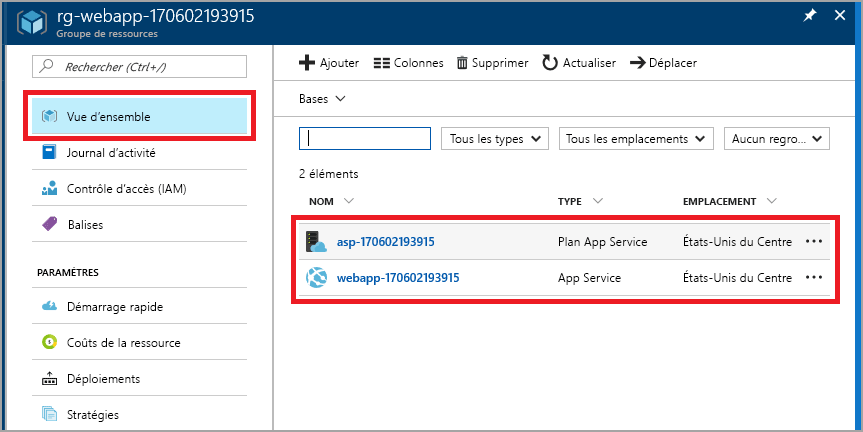 rg-webapp-170602193915
Groupe de ressources
Rechercher (Ctrl+/)
Vue d'ensemble
Journal d'activité
Contrôle d'accès (IAM)
Balises
PARAMÈTRES
Démarrage rapide
Coûts de la ressource
Déploiements
Stratégies
Ajouter Colonnes Supprimer Actualiser Déplacer
Bases
Tous les types Tous les emplacements Aucun regro...
2 éléments
NOM TYPE EMPLACEMENT
asp-170602193915 Plan App Service États-Unis du Centre
webapp-170602193915 App Service États-Unis du Centre